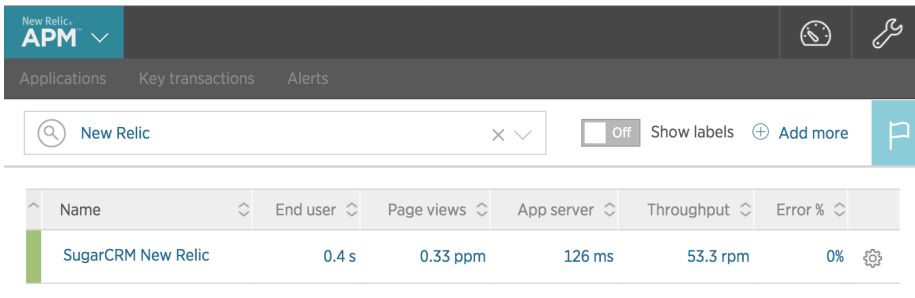 New Relic®
APM™
Applications Key transactions Alerts
New Relic Off Show labels Add more
Name End user Page views App server Throughput Error %
SugarCRM New Relic 0.4 s 0.33 ppm 126 ms 53.3 rpm 0%